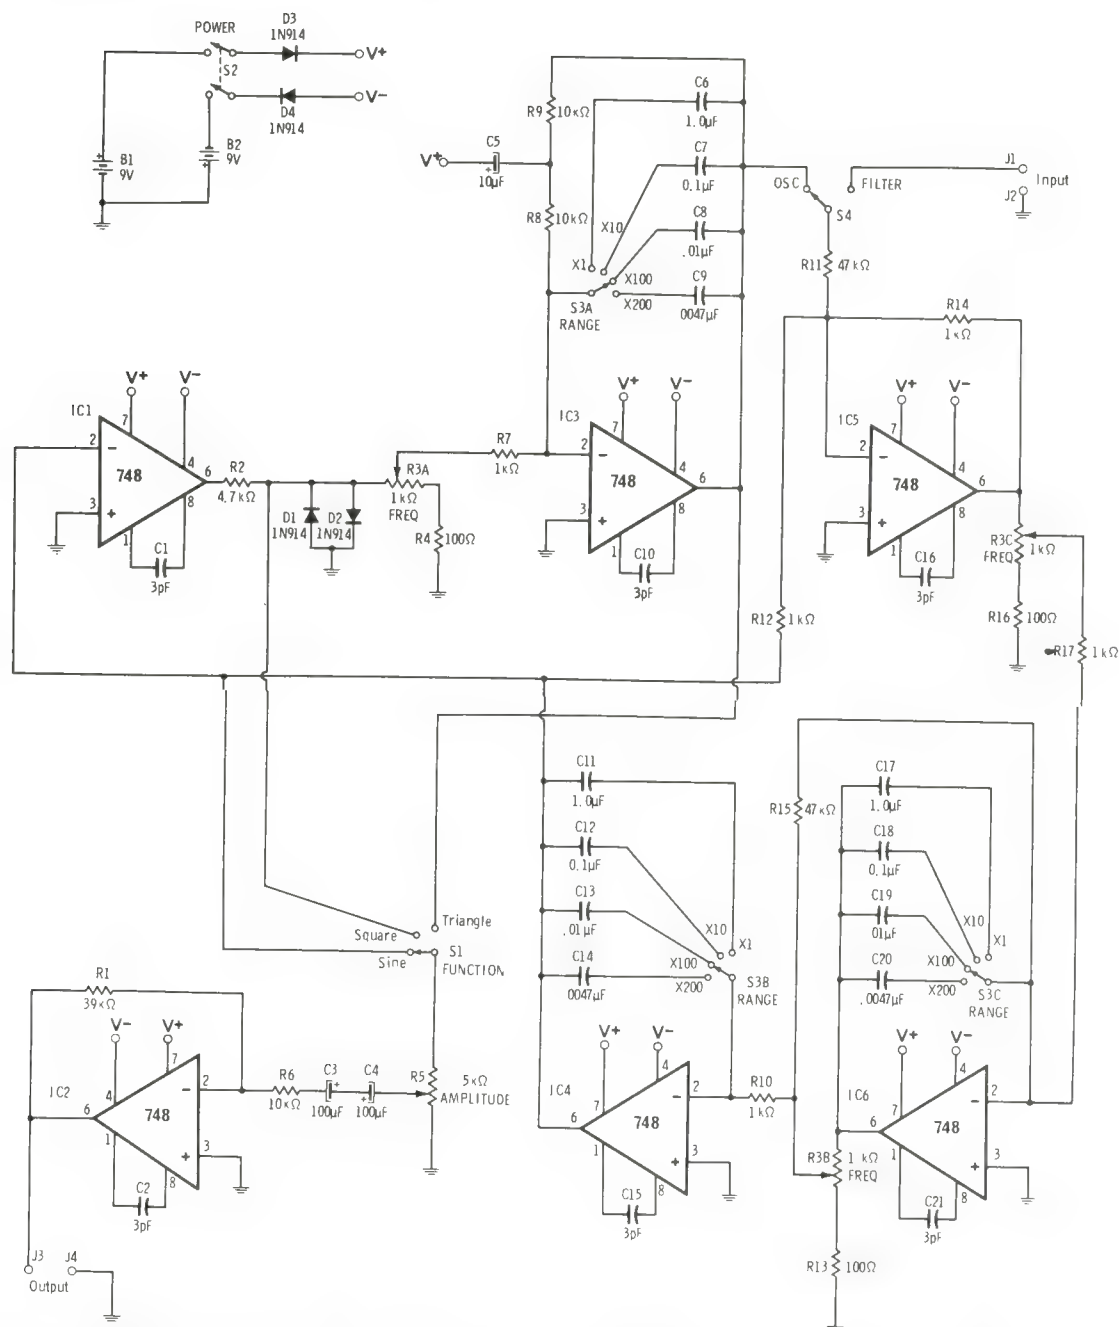 POWER
S2
D3
1N914
V+
D4
1N914
V-
B1
9V
+
B2
9V
+
V+
C5
10µF
R9
10kΩ
R8
10kΩ
C6
1.0µF
C7
0.1µF
C8
.01µF
C9
0047µF
X1
X10
X100
X200
S3A
RANGE
OSC
FILTER
S4
J1
Input
J2
R11
47kΩ
R14
1kΩ
IC1
V+
V-
2
-
7
748
4
6
3
+
1
8
C1
3pF
R2
4.7kΩ
D1
1N914
D2
1N914
R3A
1kΩ
FREQ
R4
100Ω
R7
1kΩ
IC3
V+
V-
2
-
7
748
4
6
3
+
1
8
C10
3pF
IC5
V+
V-
2
-
7
748
4
6
3
+
1
8
C16
3pF
R3C
FREQ
1kΩ
R16
100Ω
R12
1kΩ
R17
1kΩ
Square
Triangle
Sine
S1
FUNCTION
C11
1.0µF
C12
0.1µF
C13
.01µF
C14
0047µF
X10
X1
X100
X200
S3B
RANGE
R15
47kΩ
C17
1.0µF
C18
0.1µF
C19
01µF
C20
.0047µF
X10
X1
X100
X200
S3C
RANGE
R1
39kΩ
V-
V+
IC2
4
7
2
-
6
748
1
8
+
3
C2
3pF
R6
10kΩ
C3
+
100µF
C4
+
100µF
R5
5kΩ
AMPLITUDE
J3
J4
Output
V+
V-
IC4
7
4
2
-
6
748
1
8
+
3
C15
3pF
R10
1kΩ
V+
V-
IC6
7
4
2
-
6
748
1
8
+
3
C21
3pF
R3B
1kΩ
FREQ
R13
100Ω